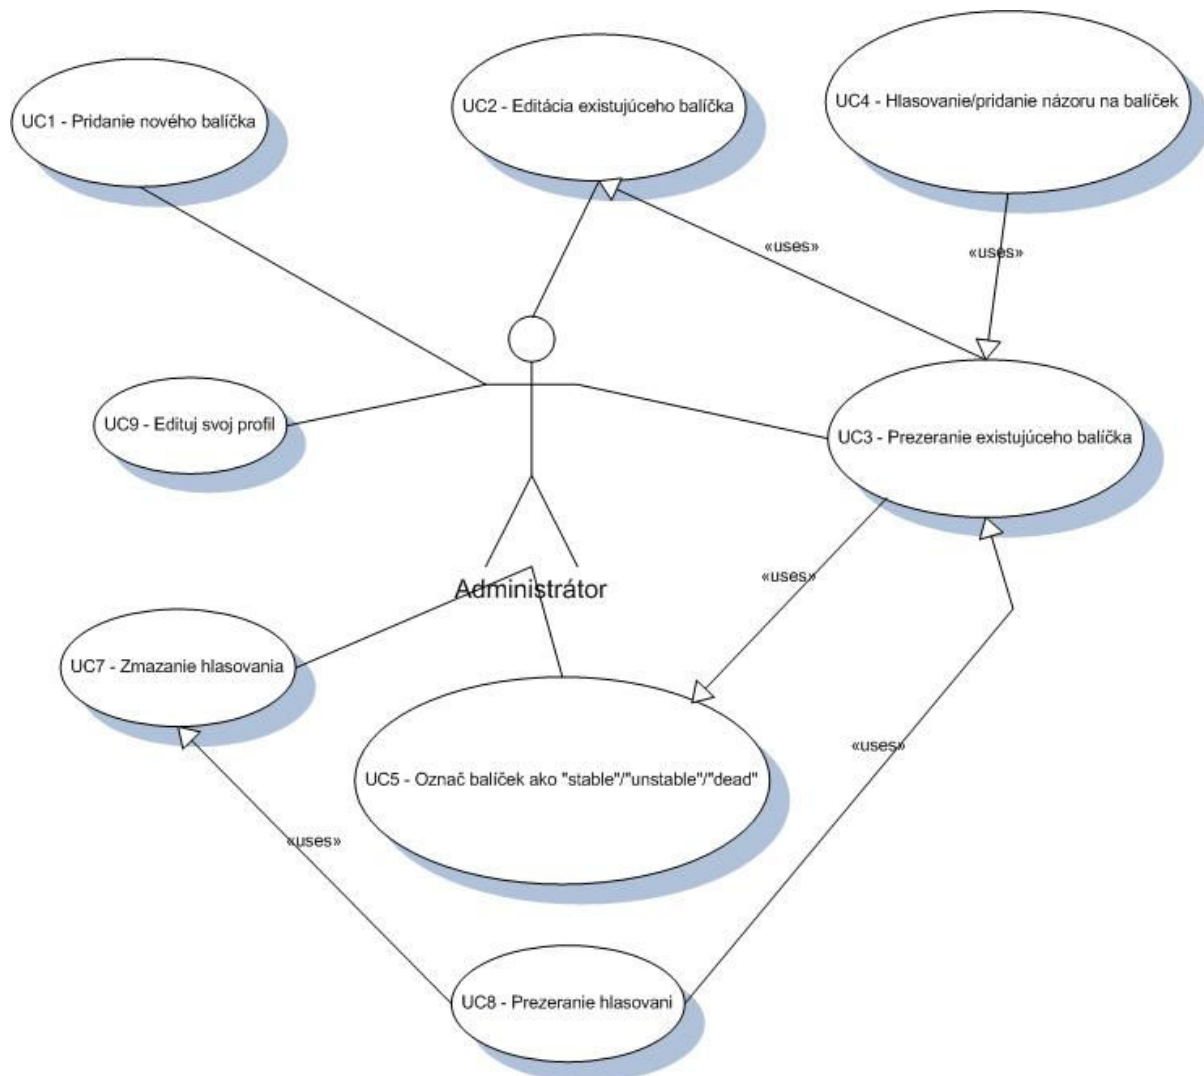 UC1 - Pridanie nového balíčka
UC2 - Editácia existujúceho balíčka
UC4 - Hlasovanie/pridanie názoru na balíček
«uses»
«uses»
UC9 - Edituj svoj profil
UC3 - Prezeranie existujúceho balíčka
«uses»
Administrátor
UC7 - Zmazanie hlasovania
«uses»
UC5 - Označ balíček ako "stable"/"unstable"/"dead"
«uses»
UC8 - Prezeranie hlasovani